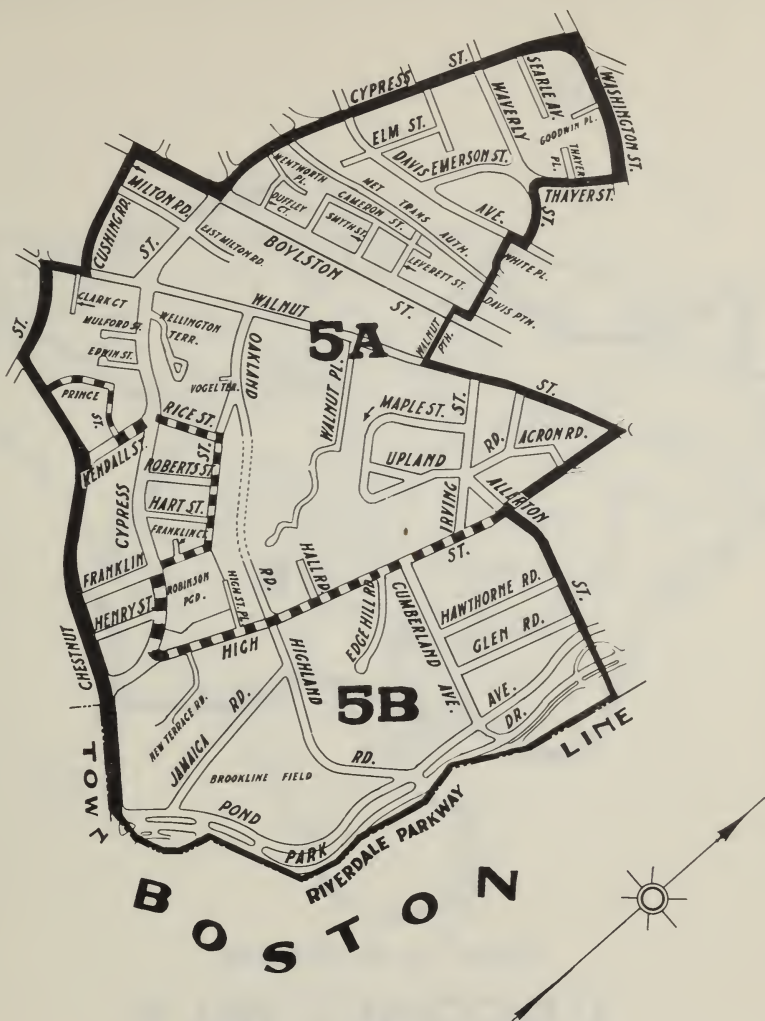 CYPRESS ST.
WASHINGTON ST.
SEARLE AV.
WAVERLY ST.
GOODWIN PL.
THAYER PL.
THAYER ST.
ELM ST.
EMERSON ST.
DAVIS AVE.
MET TRANS AUTH.
WENTWORTH PL.
CAMERON ST.
DUFFLEY CT.
SMYTH ST.
LEVERETT ST.
WHITE PL.
DAVIS PTH.
WALNUT PTH.
MILTON RD.
CUSHING RD.
EAST MILTON RD.
BOYLSTON ST.
ST.
WALNUT ST.
CLARK CT
MULFORD ST.
EDWIN ST.
WELLINGTON TERR.
OAKLAND RD.
5A
VOGEL TER.
WALNUT PL.
MAPLE ST.
PRINCE ST.
RICE ST.
ST.
KENDALL ST.
ROBERTS ST.
HART ST.
FRANKLIN CT.
CYPRESS
UPLAND RD.
ACRON RD.
IRVING ST.
ALLERTON ST.
FRANKLIN
HENRY ST.
ROBINSON PGD.
HIGH ST. PL.
HALL RD.
HIGH ST.
CHESTNUT ST.
EDGE HILL RD.
CUMBERLAND AVE.
HAWTHORNE RD.
GLEN RD.
HIGHLAND RD.
5B
NEW TERRACE RD.
JAMAICA RD.
BROOKLINE FIELD
POND AVE.
PARK DR.
RIVERDALE PARKWAY
TOWN
LINE
BOSTON